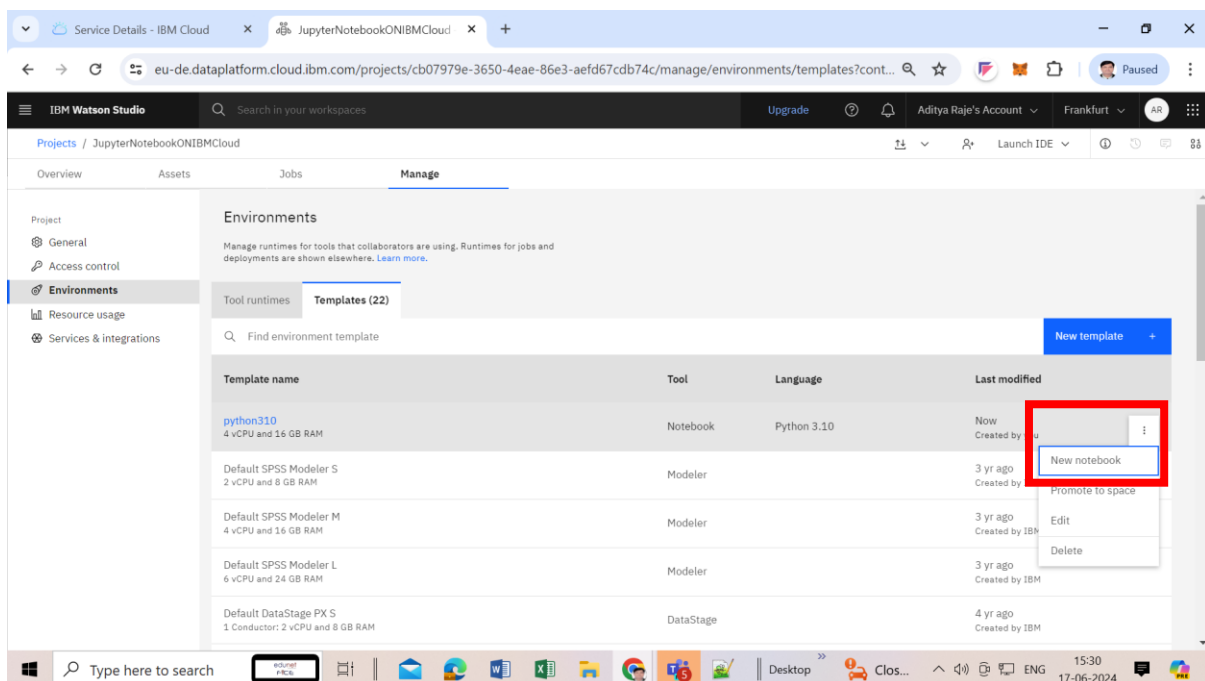 Service Details - IBM Cloud
JupyterNotebookONIBMCloud
eu-de.dataplatform.cloud.ibm.com/projects/cb07979e-3650-4eae-86e3-aefd67cdb74c/manage/environments/templates?cont...
Paused
IBM Watson Studio
Search in your workspaces
Upgrade
Aditya Raje's Account
Frankfurt
AR
Projects / JupyterNotebookONIBMCloud
Launch IDE
Overview Assets Jobs Manage
Project
General
Access control
Environments
Resource usage
Services & integrations
Environments
Manage runtimes for tools that collaborators are using. Runtimes for jobs and
deployments are shown elsewhere. Learn more.
Tool runtimes Templates (22)
Find environment template
New template +
Template name Tool Language Last modified
python310 Notebook Python 3.10 Now
4 vCPU and 16 GB RAM Created by
New notebook
Promote to space
Edit
Delete
Default SPSS Modeler S Modeler 3 yr ago
2 vCPU and 8 GB RAM Created by
Default SPSS Modeler M Modeler 3 yr ago
4 vCPU and 16 GB RAM Created by IBM
Default SPSS Modeler L Modeler 3 yr ago
6 vCPU and 24 GB RAM Created by IBM
Default DataStage PX S DataStage 4 yr ago
1 Conductor: 2 vCPU and 8 GB RAM Created by IBM
Type here to search
edunet
Desktop
Clos...
ENG
15:30
17-06-2024
PRE